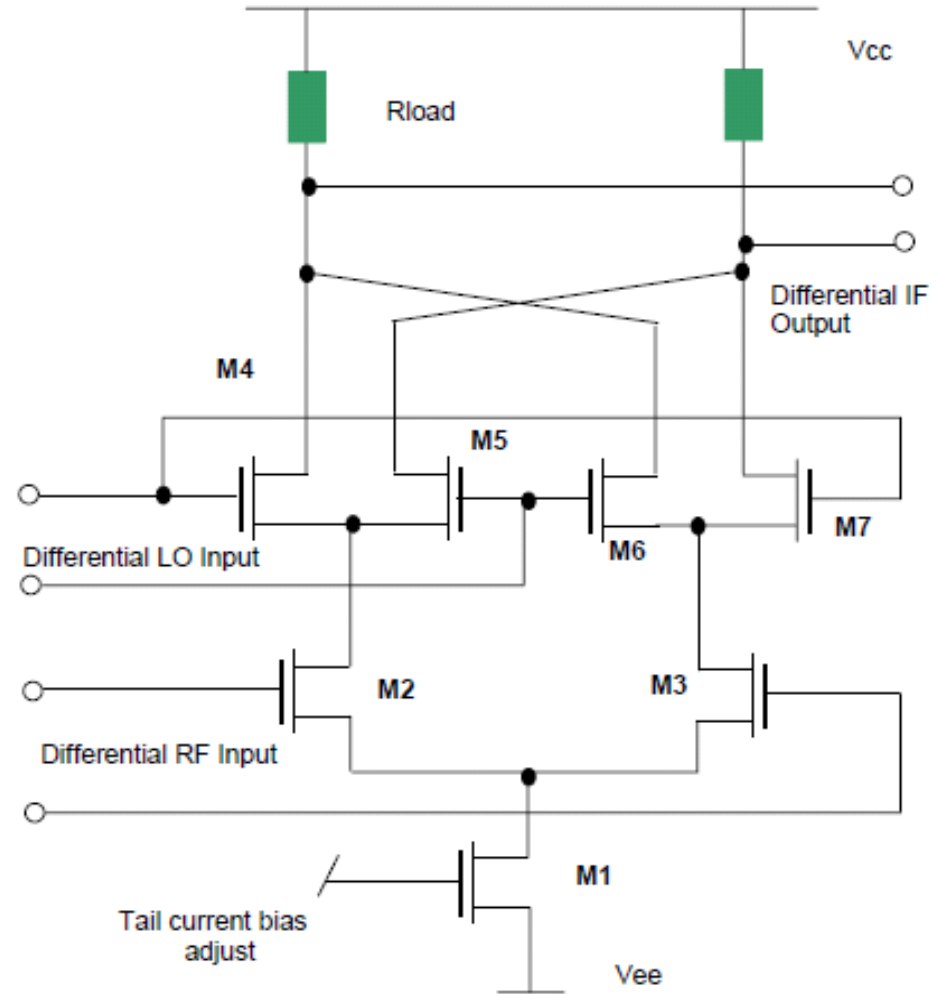 Vcc
Rload
Differential IF
Output
M4
M5
M7
M6
Differential LO Input
M2
M3
Differential RF Input
M1
Tail current bias
adjust
Vee